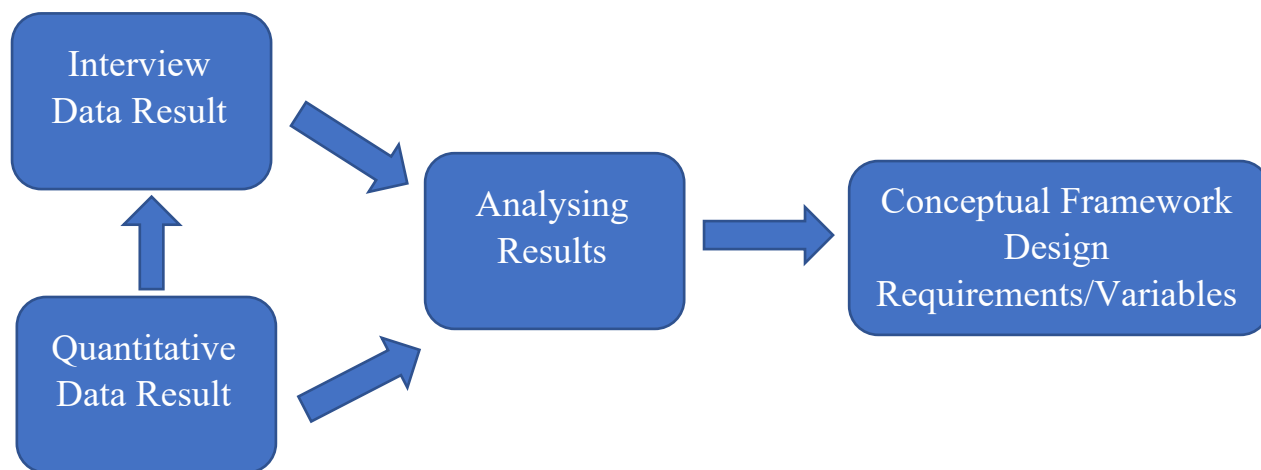 Interview
Data Result
Quantitative
Data Result
Analysing
Results
Conceptual Framework
Design
Requirements/Variables